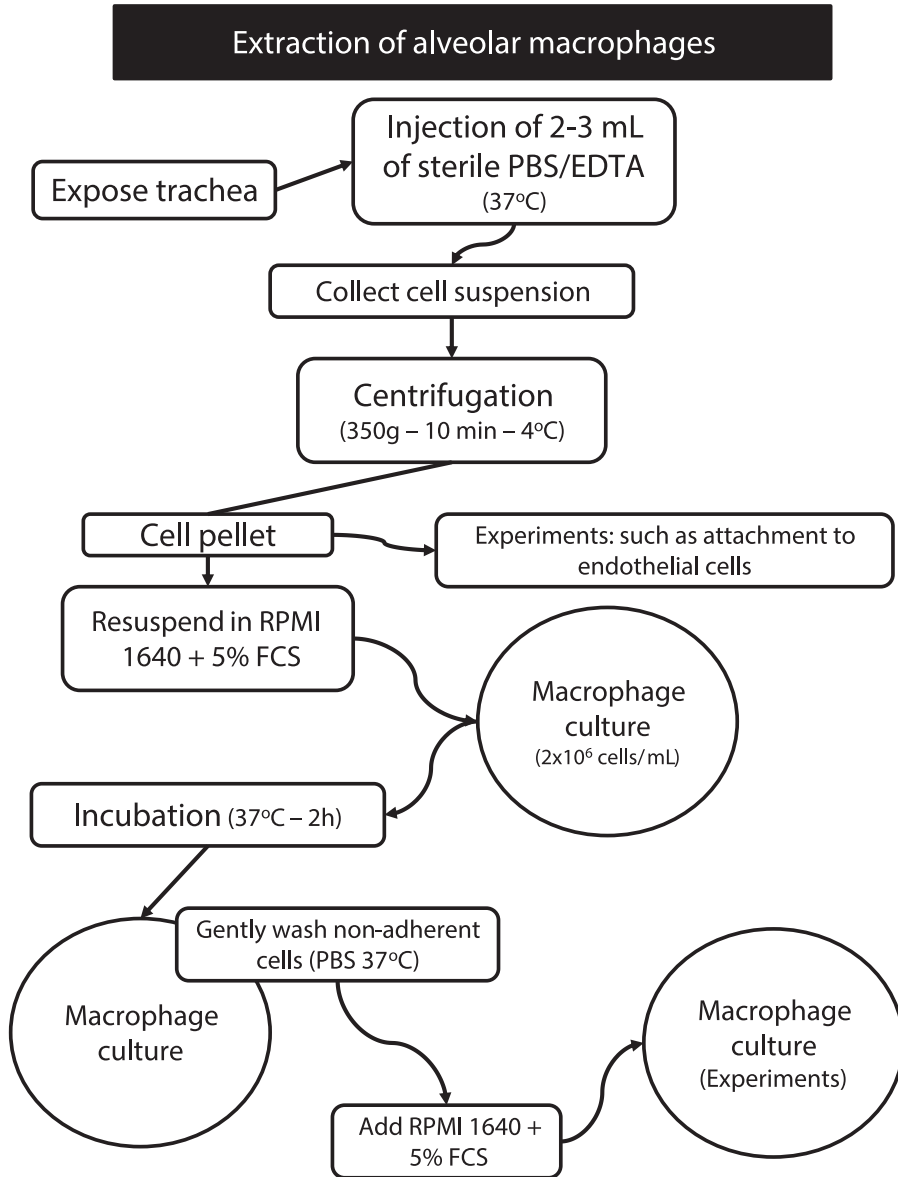 Extraction of alveolar macrophages
Expose trachea
Injection of 2-3 mL
of sterile PBS/EDTA
(37ºC)
Collect cell suspension
Centrifugation
(350g – 10 min – 4ºC)
Cell pellet
Experiments: such as attachment to
endothelial cells
Resuspend in RPMI
1640 + 5% FCS
Macrophage
culture
(2x10⁶ cells/mL)
Incubation (37ºC – 2h)
Gently wash non-adherent
cells (PBS 37ºC)
Macrophage
culture
Add RPMI 1640 +
5% FCS
Macrophage
culture
(Experiments)